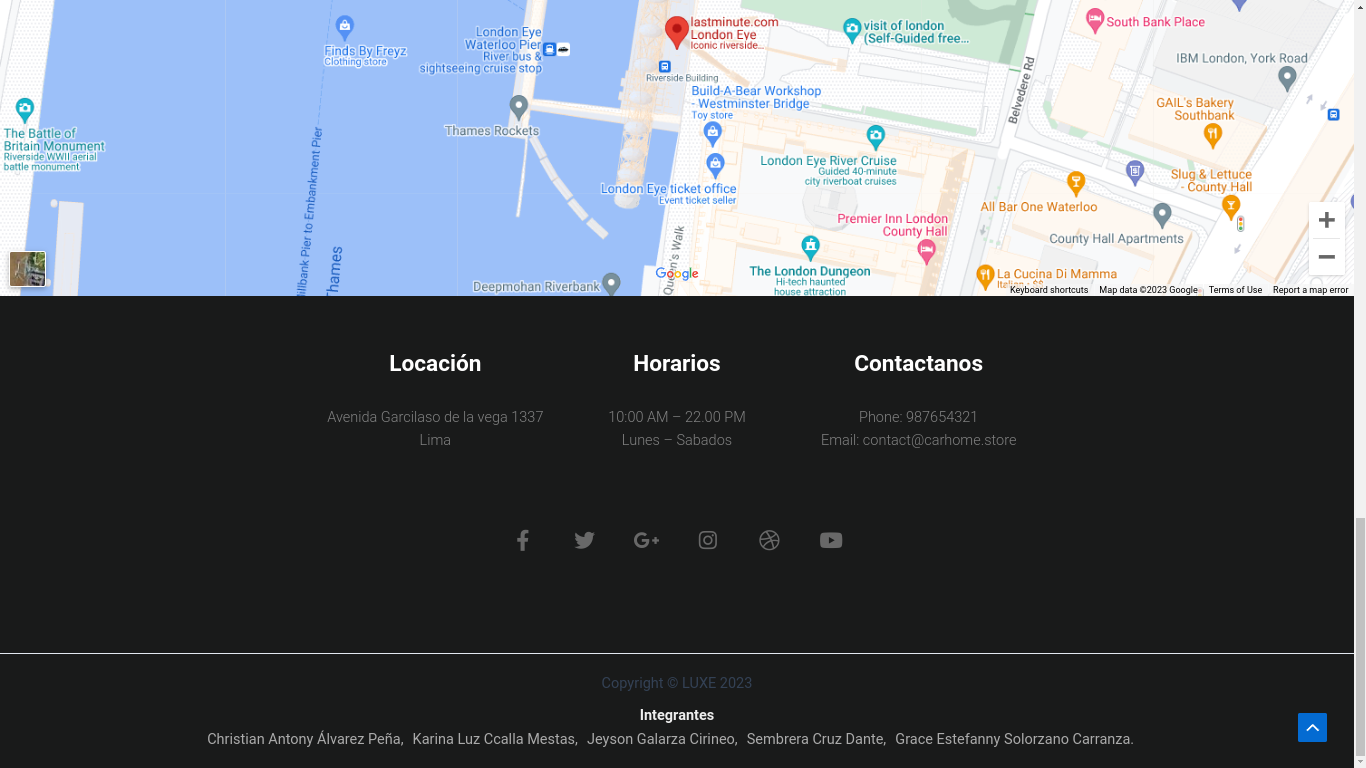 lastminute.com
London Eye
Iconic riverside...
visit of london
(Self-Guided free...
South Bank Place
Finds By Freyz
Clothing store
London Eye
Waterloo Pier
River bus &
sightseeing cruise stop
Riverside Building
IBM London, York Road
Build-A-Bear Workshop
- Westminster Bridge
Toy store
Belvedere Rd
GAIL's Bakery
Southbank
The Battle of
Britain Monument
Riverside WWII aerial
battle monument
Thames Rockets
Millbank Pier to Embankment Pier
London Eye River Cruise
Guided 40-minute
city riverboat cruises
Slug & Lettuce
- County Hall
London Eye ticket office
Event ticket seller
All Bar One Waterloo
Premier Inn London
County Hall
County Hall Apartments
Thames
Queen's Walk
The London Dungeon
Hi-tech haunted
house attraction
Google
La Cucina Di Mamma
Italian · $$
Deepmohan Riverbank
Keyboard shortcuts
Map data ©2023 Google
Terms of Use
Report a map error
Locación
Avenida Garcilaso de la vega 1337
Lima
Horarios
10:00 AM – 22.00 PM
Lunes – Sabados
Contactanos
Phone: 987654321
Email: contact@carhome.store
Copyright © LUXE 2023
Integrantes
Christian Antony Álvarez Peña, Karina Luz Ccalla Mestas, Jeyson Galarza Cirineo, Sembrera Cruz Dante, Grace Estefanny Solorzano Carranza.